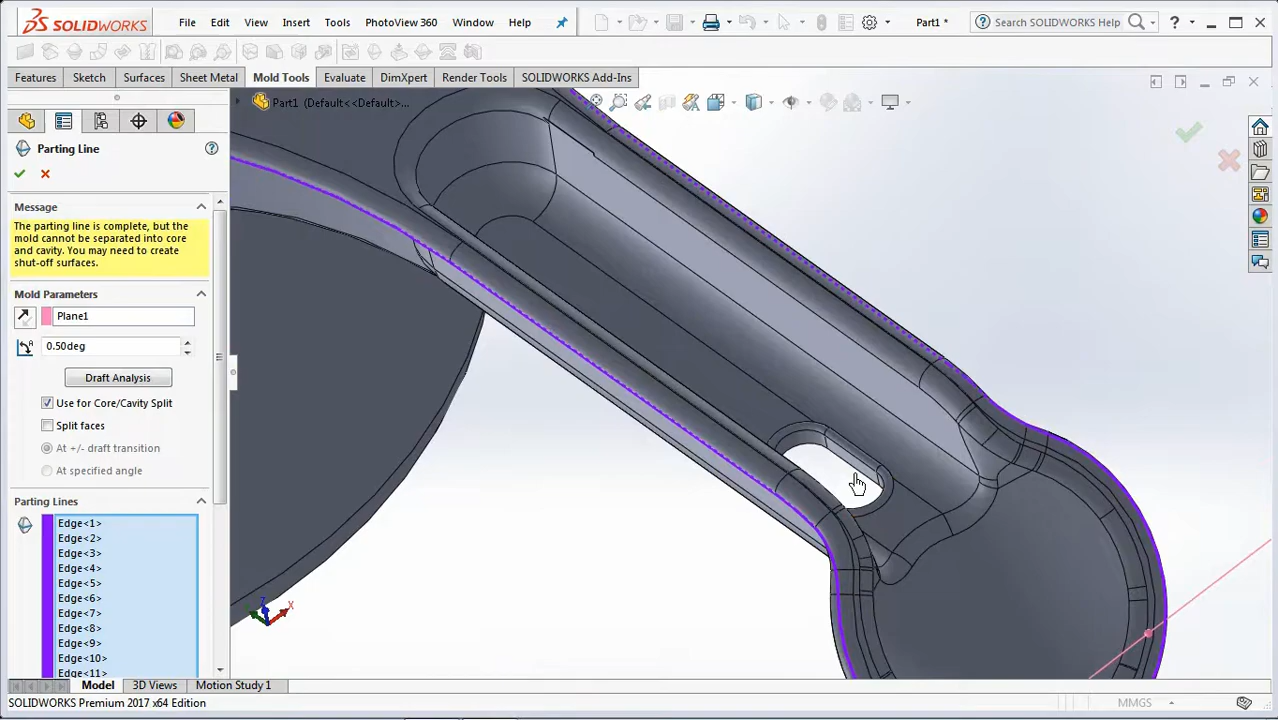 SOLIDWORKS
File Edit View Insert Tools PhotoView 360 Window Help
Part1 *
Search SOLIDWORKS Help
Features Sketch Surfaces Sheet Metal Mold Tools Evaluate DimXpert Render Tools SOLIDWORKS Add-Ins
Part1 (Default<<Default>...
Parting Line
Message
The parting line is complete, but the
mold cannot be separated into core
and cavity. You may need to create
shut-off surfaces.
Mold Parameters
Plane1
0.50deg
Draft Analysis
Use for Core/Cavity Split
Split faces
At +/- draft transition
At specified angle
Parting Lines
Edge<1>
Edge<2>
Edge<3>
Edge<4>
Edge<5>
Edge<6>
Edge<7>
Edge<8>
Edge<9>
Edge<10>
Edge<11>
Z
X
Model 3D Views Motion Study 1
SOLIDWORKS Premium 2017 x64 Edition
MMGS